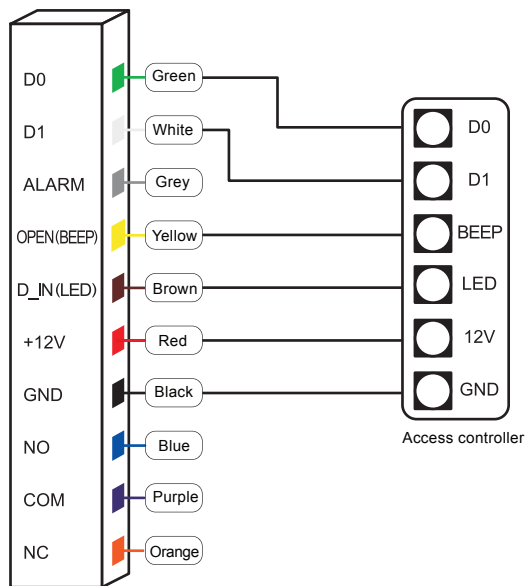 D0 Green
D1 White
ALARM Grey
OPEN(BEEP) Yellow
D_IN(LED) Brown
+12V Red
GND Black
NO Blue
COM Purple
NC Orange
D0
D1
BEEP
LED
12V
GND
Access controller